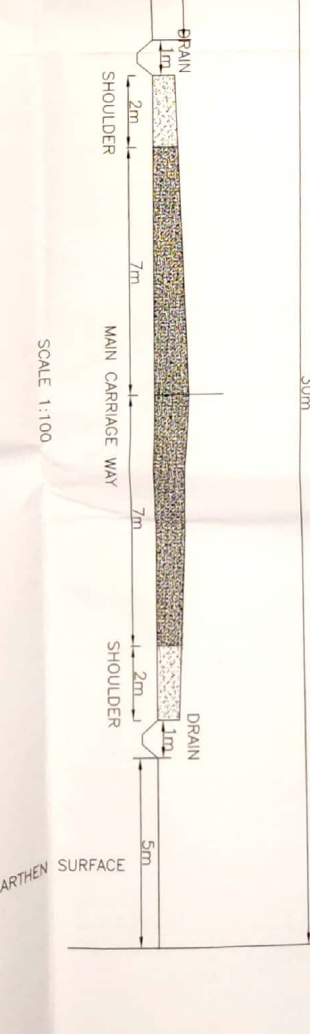 30m
DRAIN
1m
2m
SHOULDER
7m
MAIN CARRIAGE WAY
7m
2m
SHOULDER
DRAIN
1m
5m
ARTHEN SURFACE
SCALE 1:100